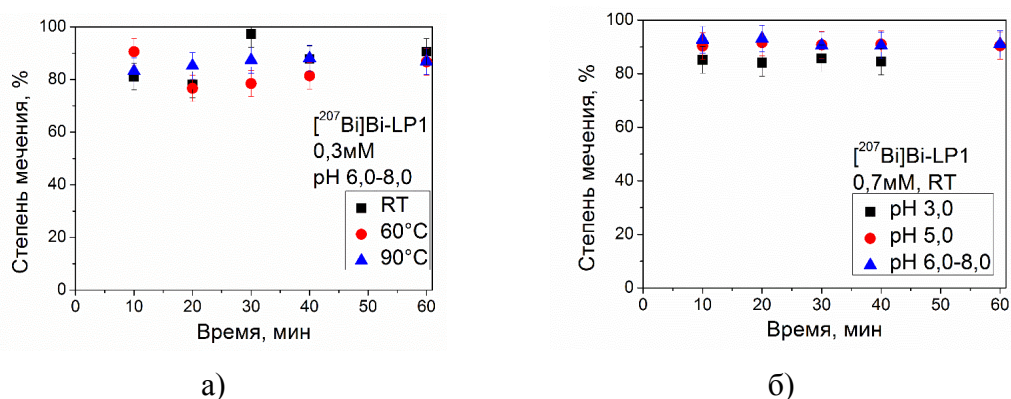 Степень мечения, %
100
80
60
40
20
0
[²⁰⁷Bi]Bi-LP1
0,3мМ
pH 6,0-8,0
RT
60°C
90°C
0 10 20 30 40 50 60
Время, мин
а)
Степень мечения, %
100
80
60
40
20
0
[²⁰⁷Bi]Bi-LP1
0,7мМ, RT
pH 3,0
pH 5,0
pH 6,0-8,0
0 10 20 30 40 50 60
Время, мин
б)